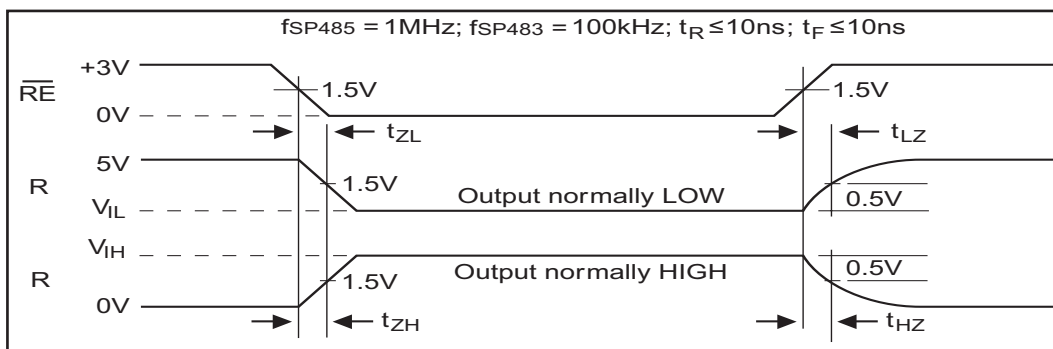 fSP485 = 1MHz; fSP483 = 100kHz; tR ≤ 10ns; tF ≤ 10ns
+3V
RE
1.5V
1.5V
0V
tZL
tLZ
5V
R
1.5V
Output normally LOW
0.5V
VIL
VIH
Output normally HIGH
0.5V
R
1.5V
0V
tZH
tHZ